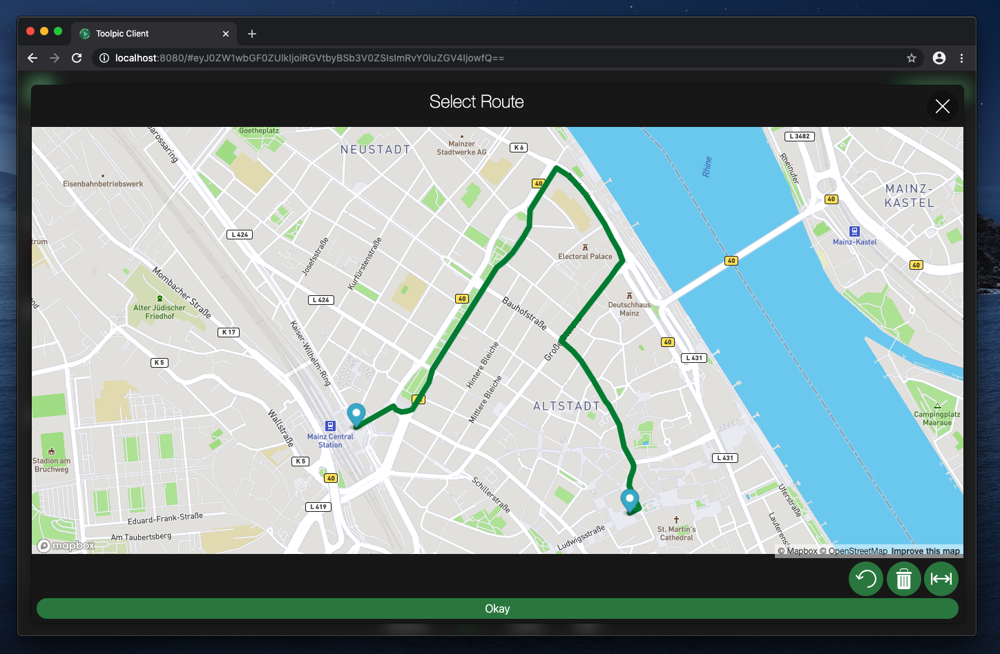 Toolpic Client
localhost:8080/#eyJ0ZW1wbGF0ZUlkIjoiRGVtbyBSb3V0ZSIsImRvY0luZGV4IjowfQ==
Select Route
Goetheplatz
NEUSTADT
Mainzer
Stadtwerke AG
K 6
L 3482
Rhine
Rheinufer
Eisenbahnbetriebswerk
40
MAINZ-
KASTEL
40
L 424
trum
Josefsstraße
Kurfürstenstraße
Electoral Palace
Mainz-Kastel
40
40
Mombacher Straße
Alter Jüdischer
Friedhof
L 424
40
Bauhofstraße
Deutschhaus
Mainz
K 17
Kaiser-Wilhelm-Ring
Große
40
L 431
K 5
Hintere Bleiche
Mittlere Bleiche
ALTSTADT
Wallstraße
Mainz Central
Station
Campingplatz
Maaraue
Stadion am
Bruchweg
K 5
40
L 431
Schillerstraße
Uferstraße
L 419
Eduard-Frank-Straße
Am Taubertsberg
Ludwigsstraße
St. Martin's
Cathedral
mapbox
© Mapbox © OpenStreetMap Improve this map
Okay